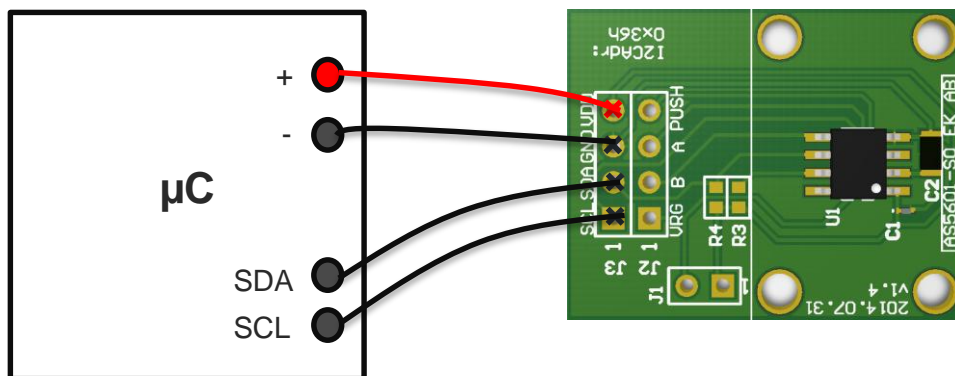 +
-
µC
SDA
SCL
I2CAdr:
0x36h
SCL SDA GND VDD
VRG B A PUSH
1
1
J3
J2
R4
R3
J1
1
U1
C1
C2
AS5601-SO_EK_AB
2014.07.31
v1.4